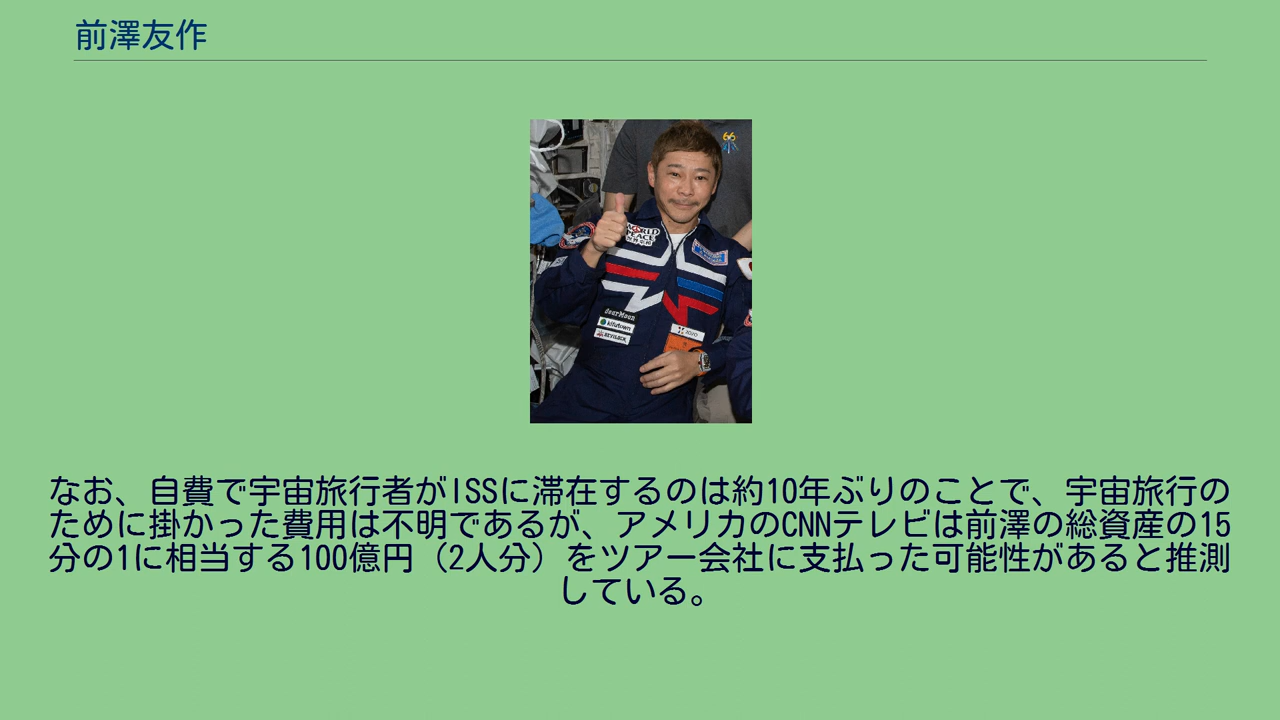 前澤友作
66
WORLD
PEACE
dearMoon
kifutown
ZOZO
なお、自費で宇宙旅行者がISSに滞在するのは約10年ぶりのことで、宇宙旅行の
ために掛かった費用は不明であるが、アメリカのCNNテレビは前澤の総資産の15
分の1に相当する100億円（2人分）をツアー会社に支払った可能性があると推測
している。